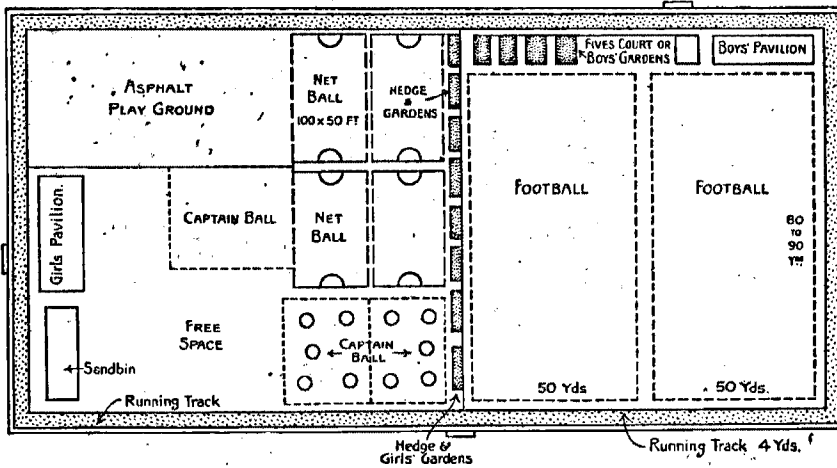 ASPHALT
PLAY GROUND
NET
BALL
100 x 50 FT
HEDGE
&
GARDENS
FIVES COURT OR
BOYS' GARDENS
BOYS' PAVILION
CAPTAIN BALL
NET
BALL
FOOTBALL
FOOTBALL
80
TO
90
YDS
Girls Pavilion.
FREE
SPACE
CAPTAIN
BALL
Sandbin
50 Yds.
50 Yds.
Running Track
Hedge &
Girls' Gardens
Running Track 4 Yds.